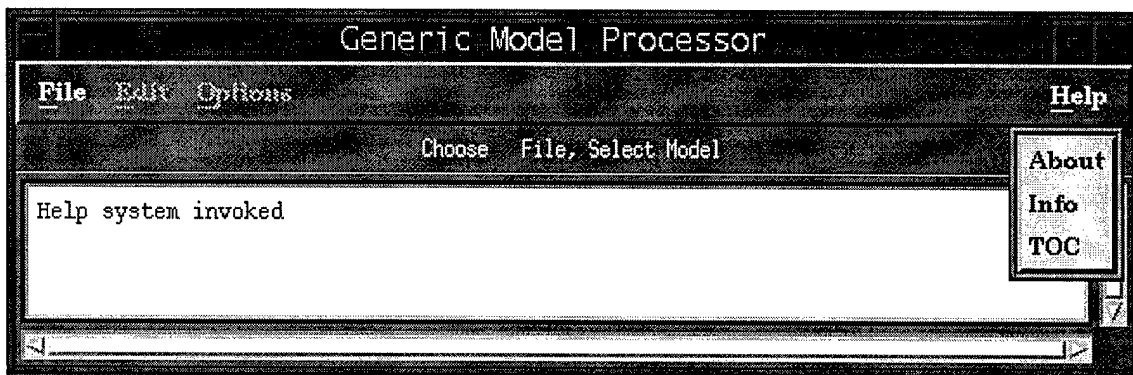 Generic Model Processor
File Edit Options Help
Choose File, Select Model
About
Help system invoked
Info
TOC